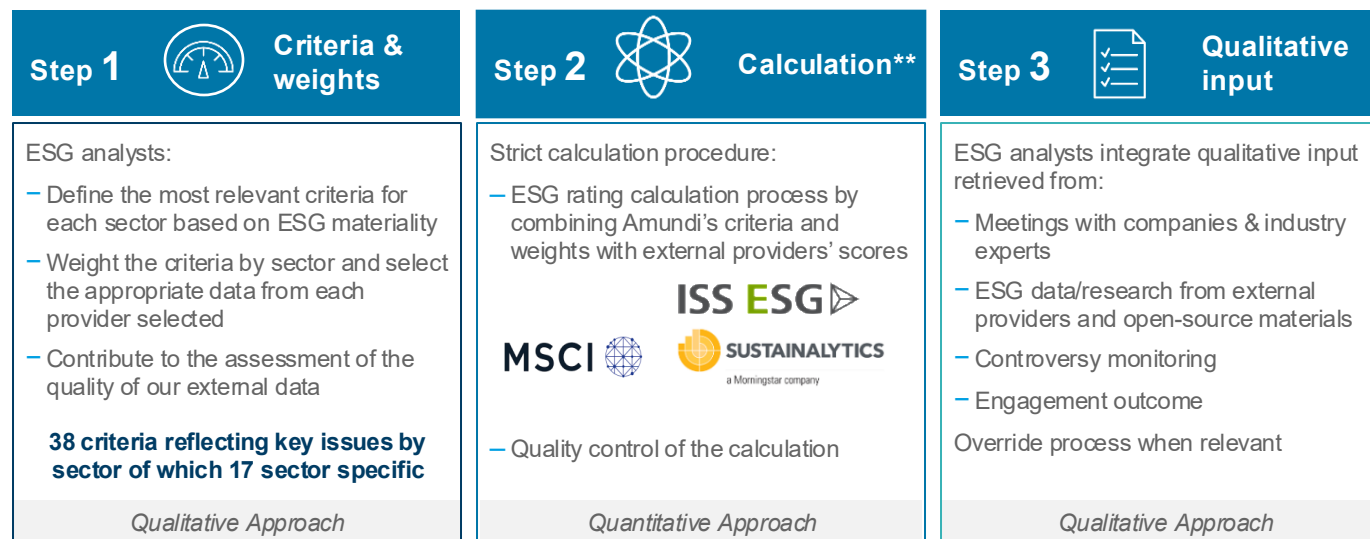 Step 1
Criteria &
weights
ESG analysts:
– Define the most relevant criteria for
each sector based on ESG materiality
– Weight the criteria by sector and select
the appropriate data from each
provider selected
– Contribute to the assessment of the
quality of our external data
38 criteria reflecting key issues by
sector of which 17 sector specific
Qualitative Approach
Step 2
Calculation**
Strict calculation procedure:
– ESG rating calculation process by
combining Amundi’s criteria and
weights with external providers’ scores
ISS ESG
MSCI
SUSTAINALYTICS
a Morningstar company
– Quality control of the calculation
Quantitative Approach
Step 3
Qualitative
input
ESG analysts integrate qualitative input
retrieved from:
– Meetings with companies & industry
experts
– ESG data/research from external
providers and open-source materials
– Controversy monitoring
– Engagement outcome
Override process when relevant
Qualitative Approach